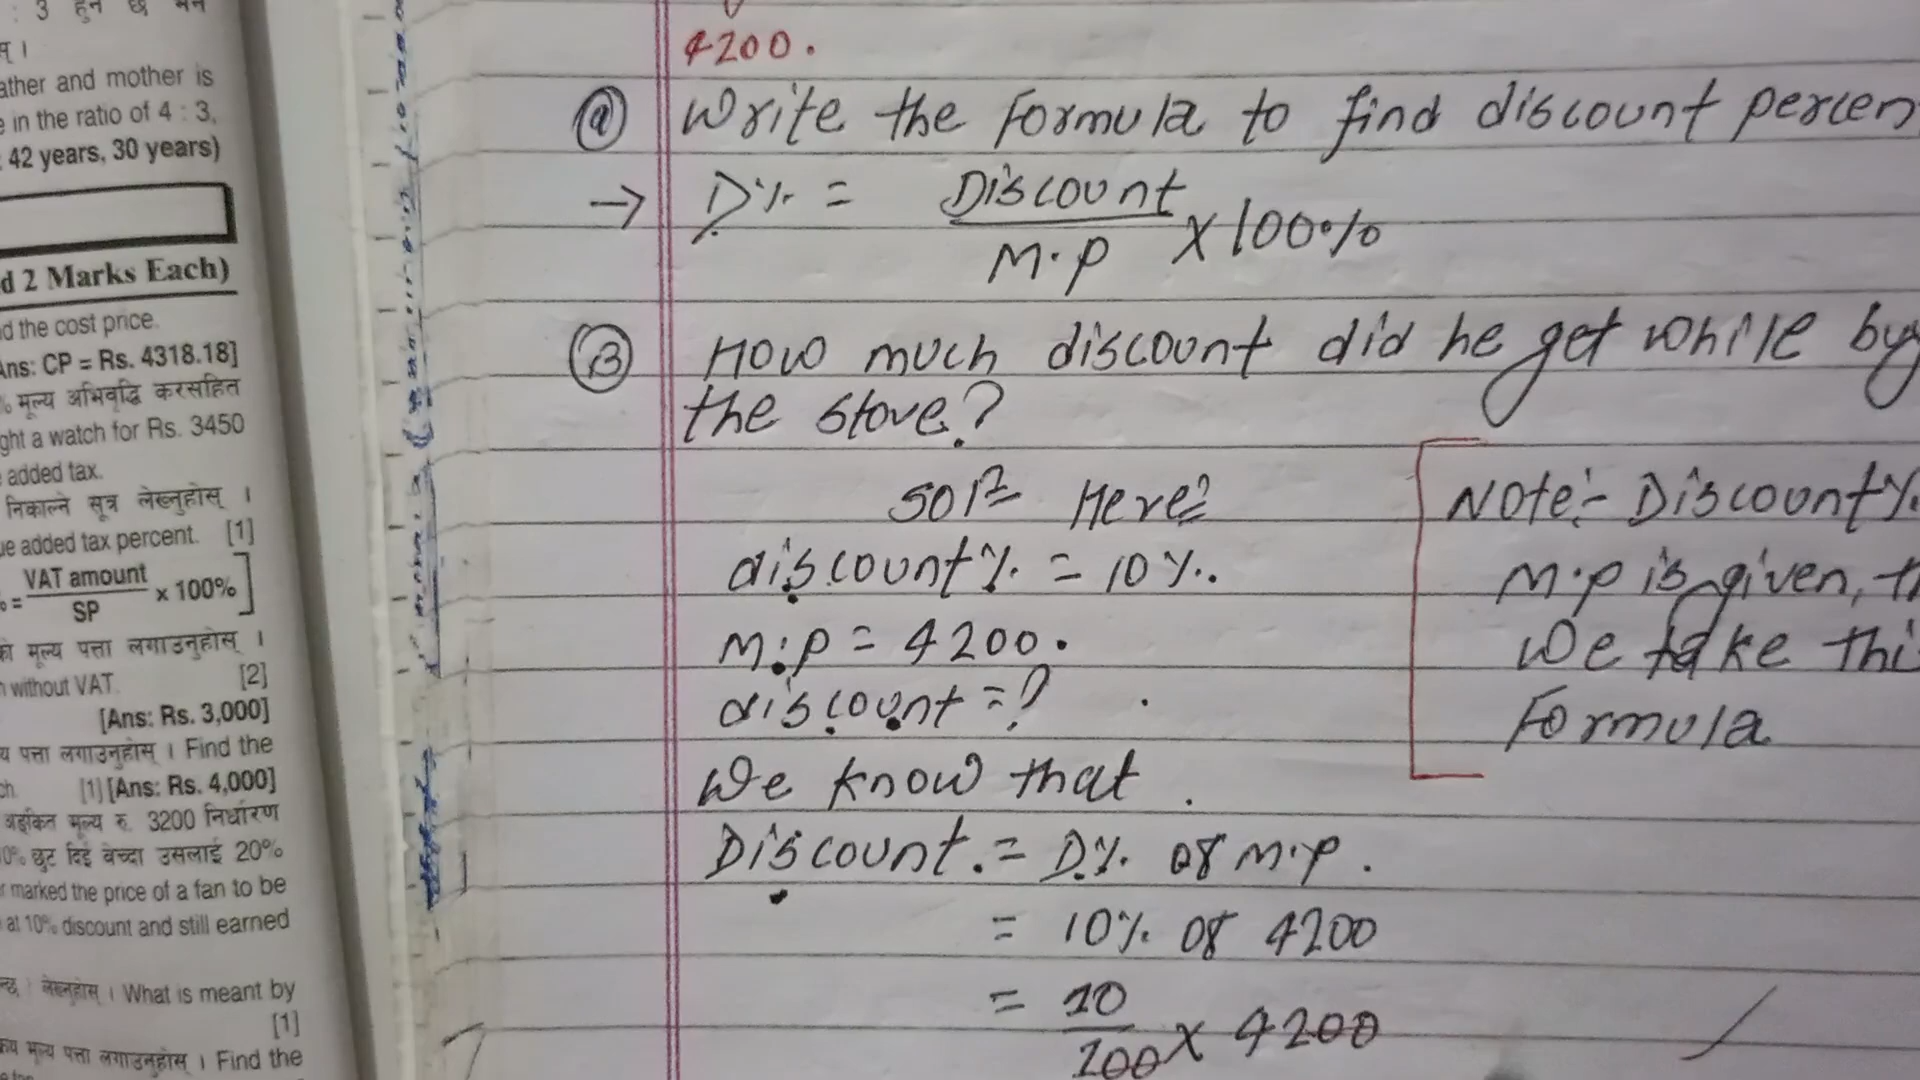 : 3 हुने छ भने
स् ।
ather and mother is
e in the ratio of 4 : 3,
42 years, 30 years)
d 2 Marks Each)
d the cost price.
Ans: CP = Rs. 4318.18]
% मूल्य अभिवृद्धि करसहित
ght a watch for Rs. 3450
added tax.
निकाल्ने सूत्र लेख्नुहोस् ।
ue added tax percent. [1]
% = VAT amount / SP × 100%]
को मूल्य पत्ता लगाउनुहोस् ।
n without VAT. [2]
[Ans: Rs. 3,000]
य पत्ता लगाउनुहोस् । Find the
ch. [1] [Ans: Rs. 4,000]
अङ्कित मूल्य रु. 3200 निर्धारण
0% छुट दिई बेच्दा उसलाई 20%
r marked the price of a fan to be
at 10% discount and still earned
लेख्नुहोस् । What is meant by
[1]
मूल्य पत्ता लगाउनुहोस् । Find the
4200.
(a) Write the Formula to find discount percen
→ D% = Discount / M.P × 100%
(B) How much discount did he get while by
the stove?
Solⁿ Here,
discount% = 10%.
M.P = 4200.
discount = ?
We know that
Discount. = D% of M.P.
= 10% of 4200
= 10 / 100 × 4200
Note:- Discount%
M.P is given, th
We take thi
Formula